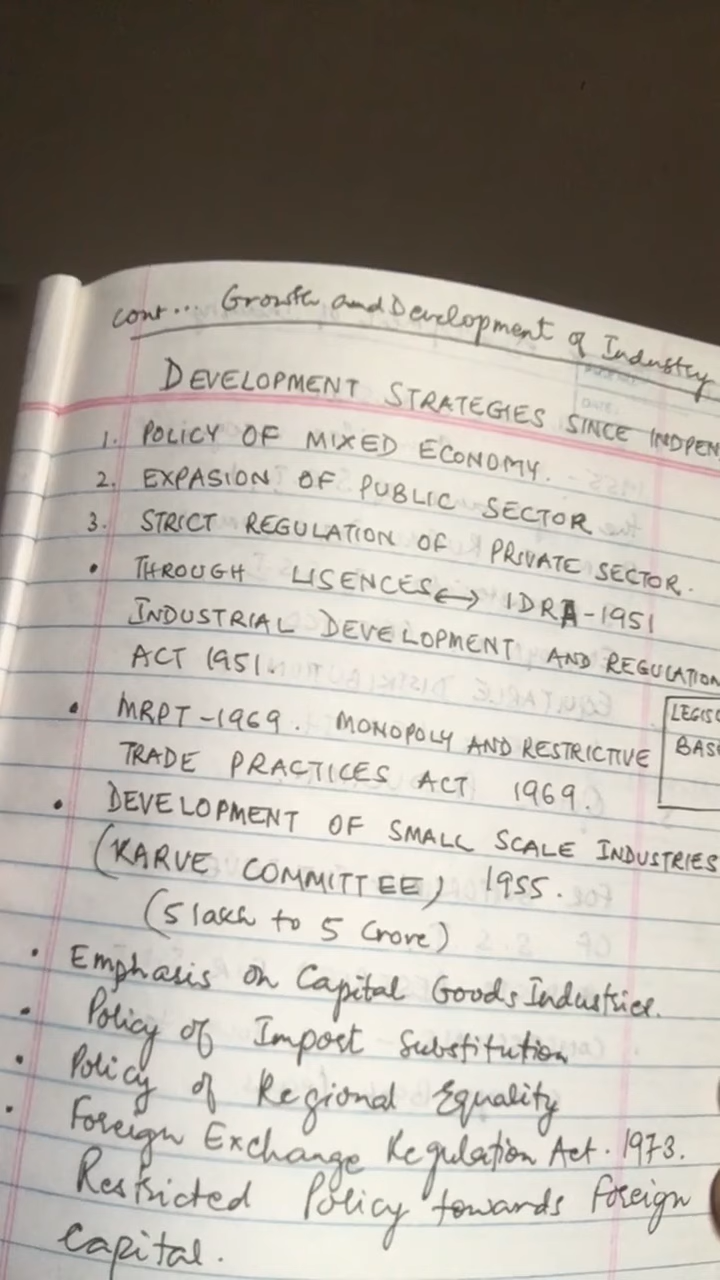 cont... Growth and Development of Industry
DEVELOPMENT STRATEGIES SINCE INDPEN
1. POLICY OF MIXED ECONOMY.
2. EXPASION OF PUBLIC SECTOR
3. STRICT REGULATION OF PRIVATE SECTOR.
• THROUGH LISENCES ↔ IDRA-1951
INDUSTRIAL DEVELOPMENT AND REGULATION
ACT 1951.
• MRPT-1969. MONOPOLY AND RESTRICTIVE
TRADE PRACTICES ACT 1969.
LEGISL
BASE
• DEVELOPMENT OF SMALL SCALE INDUSTRIES
(KARVE COMMITTEE) 1955.
(5 lakh to 5 Crore)
• Emphasis on Capital Goods Industries.
• Policy of Import Substitution
• Policy of Regional Equality
• Foreign Exchange Regulation Act. 1973.
Restricted Policy towards foreign
Capital.